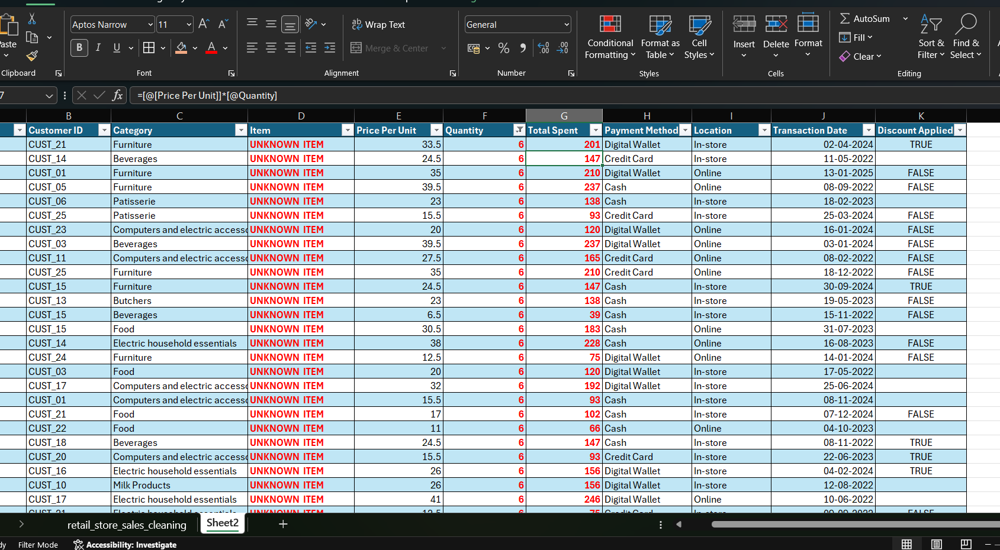 Aptos Narrow 11 Wrap Text General AutoSum
Conditional Format as Cell Insert Delete Format Fill Sort & Find &
B I U A Merge & Center % Formatting Table Styles Clear Filter Select
Clipboard Font Alignment Number Styles Cells Editing
fx =[@[Price Per Unit]]*[@Quantity]
B C D E F G H I J K
Customer ID Category Item Price Per Unit Quantity Total Spent Payment Method Location Transaction Date Discount Applied
CUST_21 Furniture UNKNOWN ITEM 33.5 6 201 Digital Wallet In-store 02-04-2024 TRUE
CUST_14 Beverages UNKNOWN ITEM 24.5 6 147 Credit Card In-store 11-05-2022
CUST_01 Furniture UNKNOWN ITEM 35 6 210 Digital Wallet Online 13-01-2025 FALSE
CUST_05 Furniture UNKNOWN ITEM 39.5 6 237 Cash Online 08-09-2022 FALSE
CUST_06 Patisserie UNKNOWN ITEM 23 6 138 Cash In-store 18-02-2023
CUST_25 Patisserie UNKNOWN ITEM 15.5 6 93 Credit Card In-store 25-03-2024 FALSE
CUST_23 Computers and electric access UNKNOWN ITEM 20 6 120 Digital Wallet Online 16-01-2024 FALSE
CUST_03 Beverages UNKNOWN ITEM 39.5 6 237 Digital Wallet Online 03-01-2024 FALSE
CUST_11 Computers and electric access UNKNOWN ITEM 27.5 6 165 Credit Card Online 08-02-2022 FALSE
CUST_25 Furniture UNKNOWN ITEM 35 6 210 Credit Card Online 18-12-2022 FALSE
CUST_15 Furniture UNKNOWN ITEM 24.5 6 147 Cash In-store 30-09-2024 TRUE
CUST_13 Butchers UNKNOWN ITEM 23 6 138 Cash In-store 19-05-2023 FALSE
CUST_15 Beverages UNKNOWN ITEM 6.5 6 39 Cash In-store 15-11-2022 FALSE
CUST_15 Food UNKNOWN ITEM 30.5 6 183 Cash Online 31-07-2023
CUST_14 Electric household essentials UNKNOWN ITEM 38 6 228 Cash Online 16-08-2023 FALSE
CUST_24 Furniture UNKNOWN ITEM 12.5 6 75 Digital Wallet Online 14-01-2024 FALSE
CUST_03 Food UNKNOWN ITEM 20 6 120 Digital Wallet In-store 17-05-2022
CUST_17 Computers and electric access UNKNOWN ITEM 32 6 192 Digital Wallet In-store 25-06-2024
CUST_01 Computers and electric access UNKNOWN ITEM 15.5 6 93 Cash In-store 08-11-2024
CUST_21 Food UNKNOWN ITEM 17 6 102 Cash In-store 07-12-2024 FALSE
CUST_22 Food UNKNOWN ITEM 11 6 66 Cash Online 04-10-2023
CUST_18 Beverages UNKNOWN ITEM 24.5 6 147 Cash In-store 08-11-2022 TRUE
CUST_20 Computers and electric access UNKNOWN ITEM 15.5 6 93 Credit Card In-store 22-06-2023 TRUE
CUST_16 Electric household essentials UNKNOWN ITEM 26 6 156 Digital Wallet In-store 04-02-2024 TRUE
CUST_10 Milk Products UNKNOWN ITEM 26 6 156 Digital Wallet In-store 12-08-2022
CUST_17 Electric household essentials UNKNOWN ITEM 41 6 246 Digital Wallet Online 10-06-2022
retail_store_sales_cleaning Sheet2
Filter Mode Accessibility: Investigate